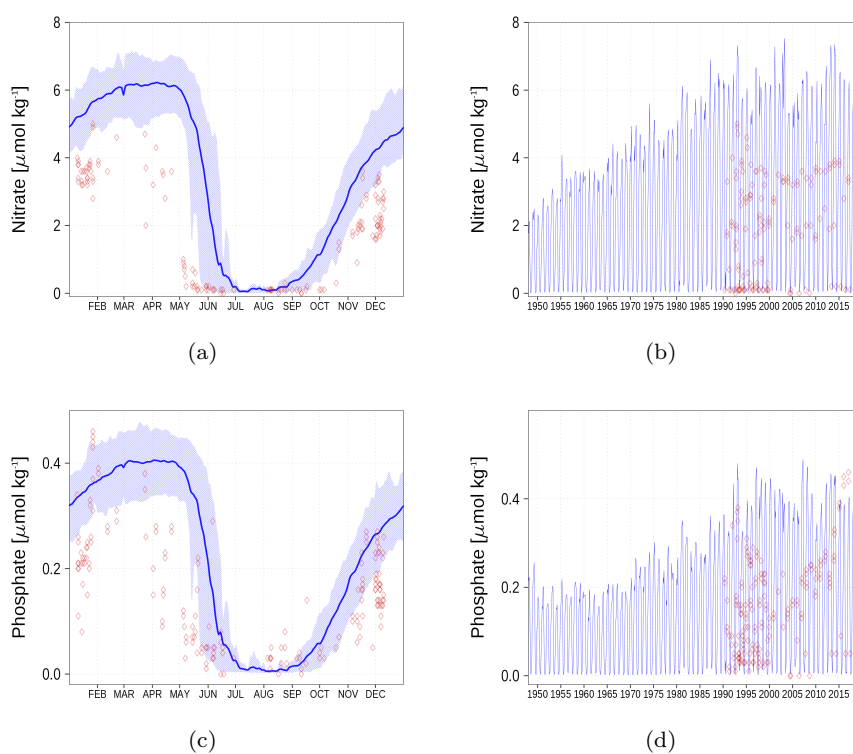 8
6
4
2
0
Nitrate [μmol kg⁻¹]
FEB MAR APR MAY JUN JUL AUG SEP OCT NOV DEC
(a)
8
6
4
2
0
Nitrate [μmol kg⁻¹]
1950 1955 1960 1965 1970 1975 1980 1985 1990 1995 2000 2005 2010 2015
(b)
0.4
0.2
0.0
Phosphate [μmol kg⁻¹]
FEB MAR APR MAY JUN JUL AUG SEP OCT NOV DEC
(c)
0.4
0.2
0.0
Phosphate [μmol kg⁻¹]
1950 1955 1960 1965 1970 1975 1980 1985 1990 1995 2000 2005 2010 2015
(d)